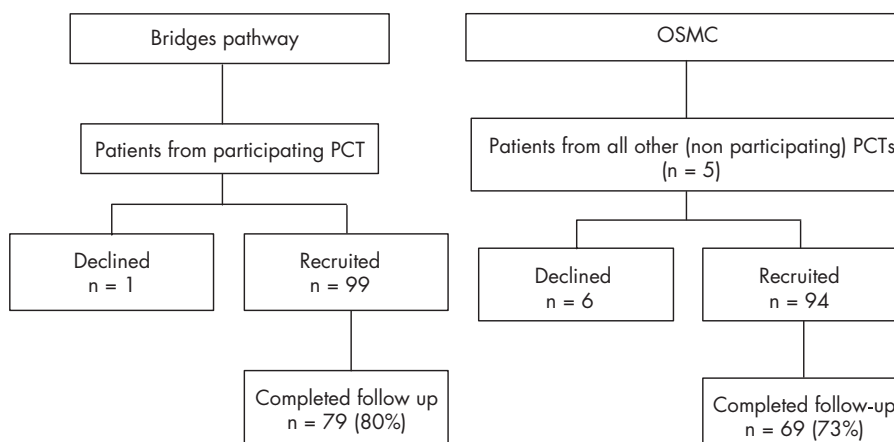 Bridges pathway
Patients from participating PCT
Declined
n = 1
Recruited
n = 99
Completed follow up
n = 79 (80%)
OSMC
Patients from all other (non participating) PCTs
(n = 5)
Declined
n = 6
Recruited
n = 94
Completed follow-up
n = 69 (73%)